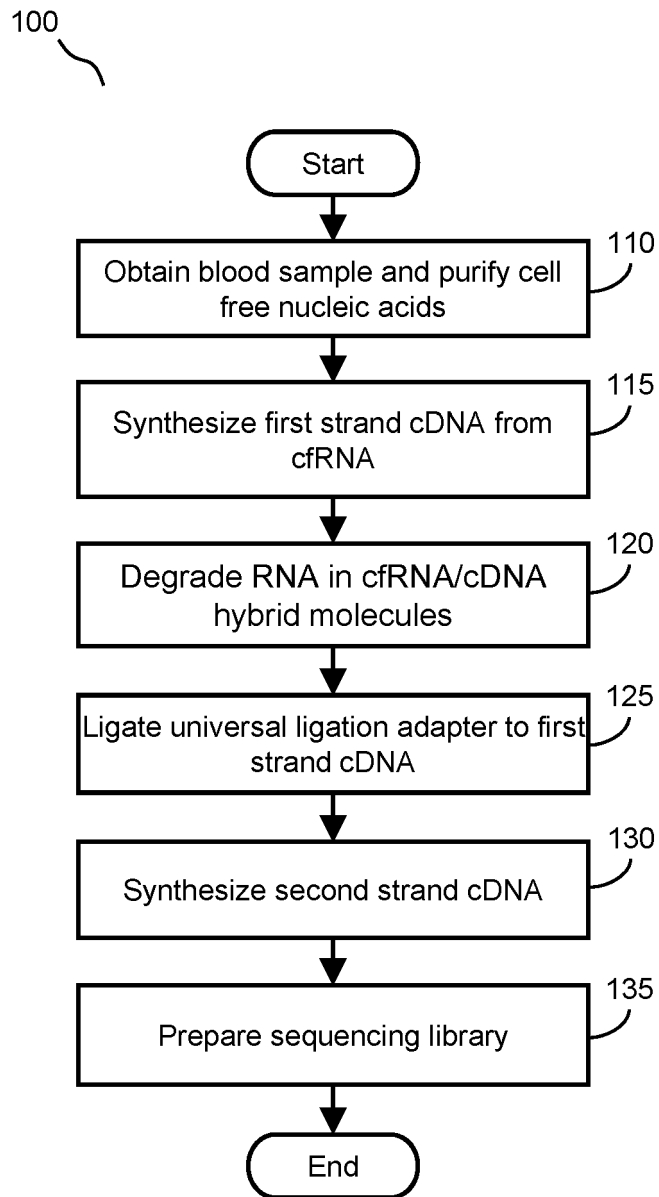 100
Start
110
Obtain blood sample and purify cell
free nucleic acids
115
Synthesize first strand cDNA from
cfRNA
120
Degrade RNA in cfRNA/cDNA
hybrid molecules
125
Ligate universal ligation adapter to first
strand cDNA
130
Synthesize second strand cDNA
135
Prepare sequencing library
End